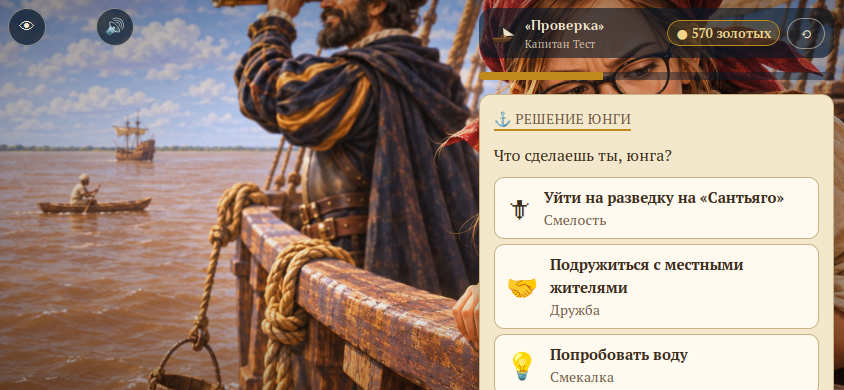 «Проверка»
Капитан Тест
570 золотых
РЕШЕНИЕ ЮНГИ
Что сделаешь ты, юнга?
Уйти на разведку на «Сантьяго»
Смелость
Подружиться с местными
жителями
Дружба
Попробовать воду
Смекалка